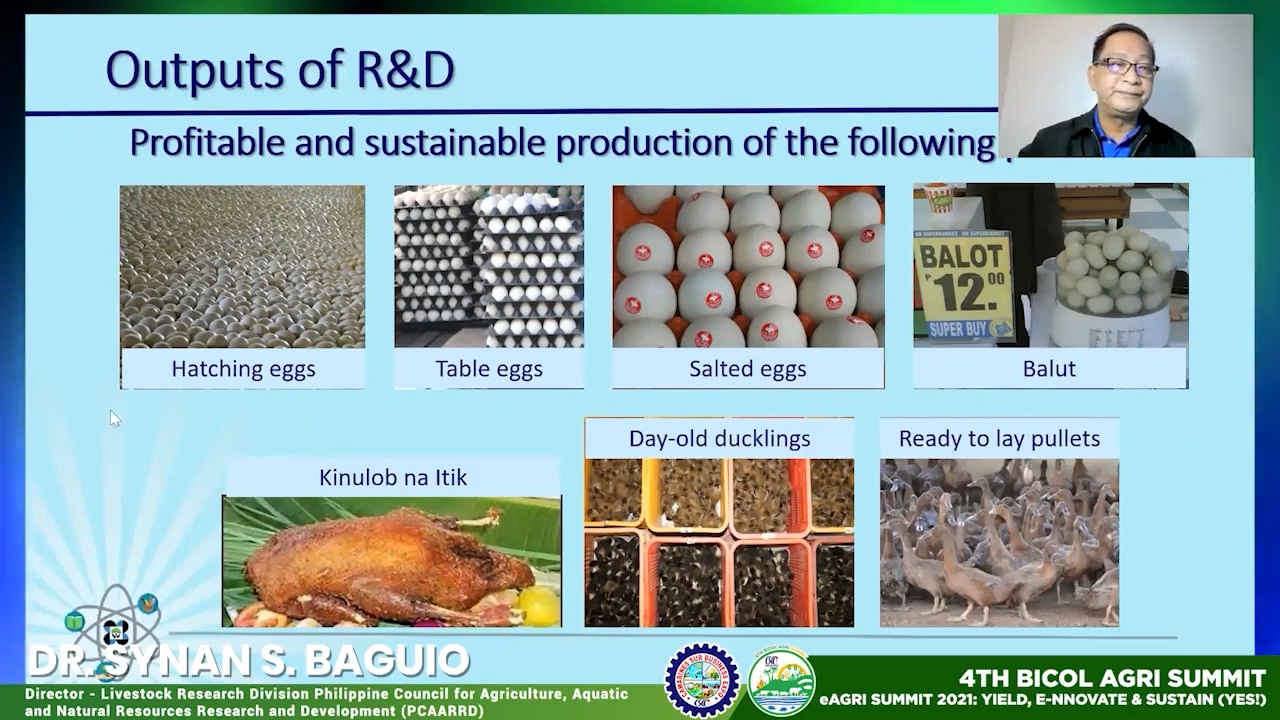 Outputs of R&D
Profitable and sustainable production of the following
BALOT
₱12.00
SUPER BUY
Hatching eggs
Table eggs
Salted eggs
Balut
Kinulob na Itik
Day-old ducklings
Ready to lay pullets
DR. SYNAN S. BAGUIO
Director - Livestock Research Division Philippine Council for Agriculture, Aquatic
and Natural Resources Research and Development (PCAARRD)
4TH BICOL AGRI SUMMIT
eAGRI SUMMIT 2021: YIELD, E-NNOVATE & SUSTAIN (YES!)